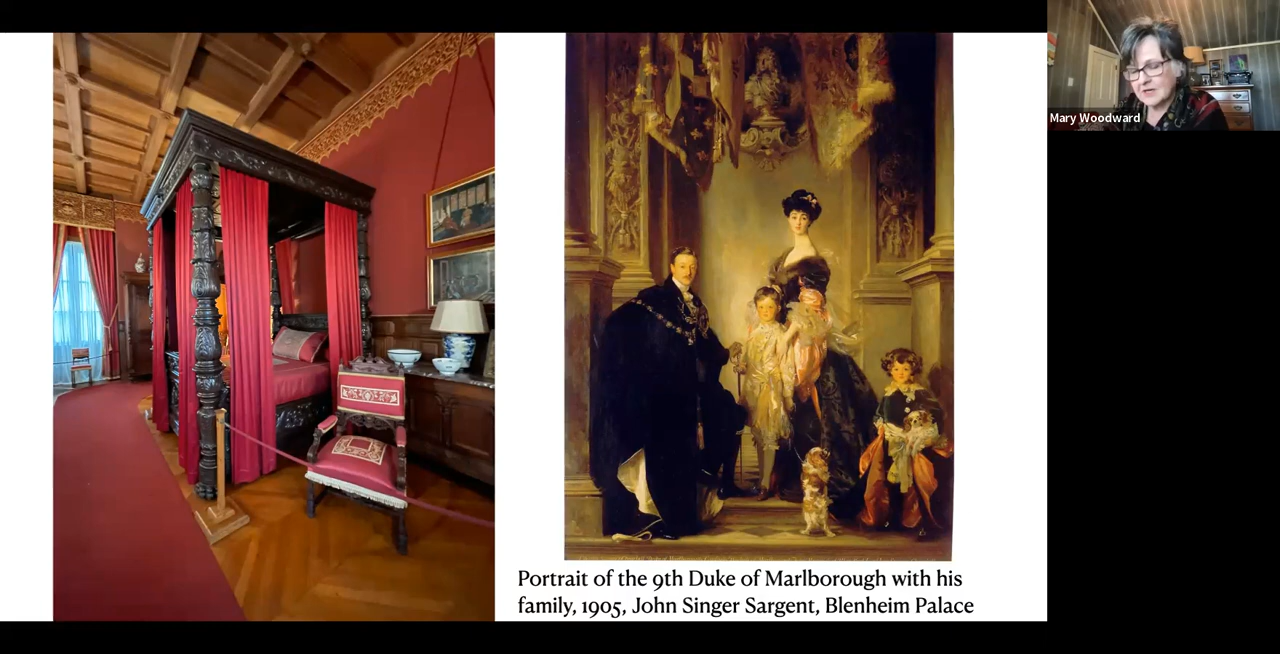 Mary Woodward
Portrait of the 9th Duke of Marlborough with his
family, 1905, John Singer Sargent, Blenheim Palace